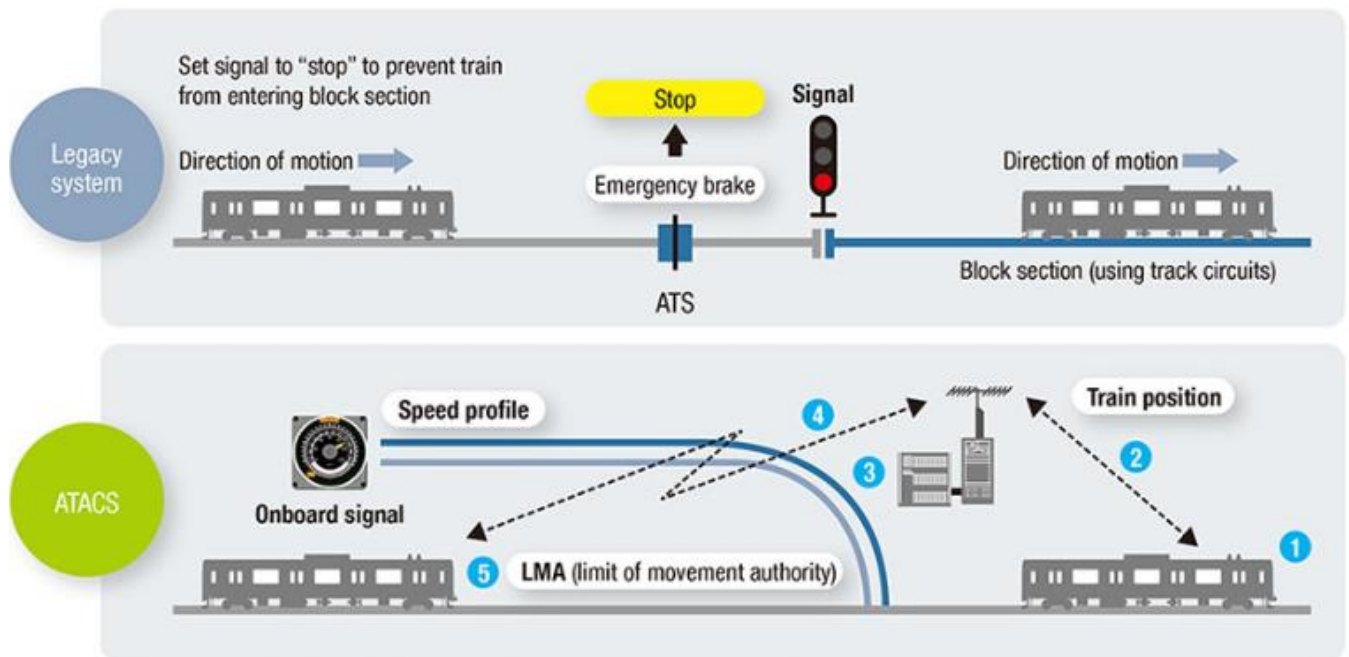 Legacy
system
Set signal to "stop" to prevent train
from entering block section
Direction of motion
Stop
Emergency brake
ATS
Signal
Direction of motion
Block section (using track circuits)
ATACS
Speed profile
Onboard signal
4
3
Train position
2
1
5 LMA (limit of movement authority)